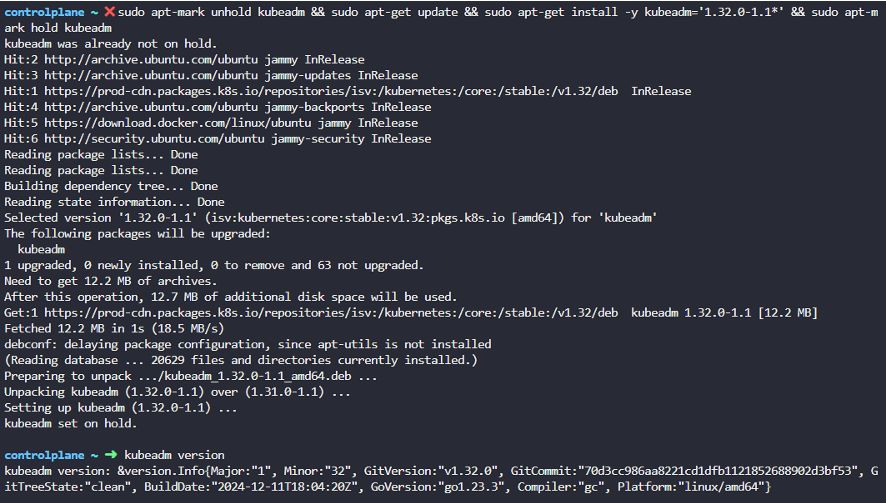 controlplane ~ ✖ sudo apt-mark unhold kubeadm && sudo apt-get update && sudo apt-get install -y kubeadm='1.32.0-1.1*' && sudo apt-m
ark hold kubeadm
kubeadm was already not on hold.
Hit:2 http://archive.ubuntu.com/ubuntu jammy InRelease
Hit:3 http://archive.ubuntu.com/ubuntu jammy-updates InRelease
Hit:1 https://prod-cdn.packages.k8s.io/repositories/isv:/kubernetes:/core:/stable:/v1.32/deb  InRelease
Hit:4 http://archive.ubuntu.com/ubuntu jammy-backports InRelease
Hit:5 https://download.docker.com/linux/ubuntu jammy InRelease
Hit:6 http://security.ubuntu.com/ubuntu jammy-security InRelease
Reading package lists... Done
Reading package lists... Done
Building dependency tree... Done
Reading state information... Done
Selected version '1.32.0-1.1' (isv:kubernetes:core:stable:v1.32:pkgs.k8s.io [amd64]) for 'kubeadm'
The following packages will be upgraded:
  kubeadm
1 upgraded, 0 newly installed, 0 to remove and 63 not upgraded.
Need to get 12.2 MB of archives.
After this operation, 12.7 MB of additional disk space will be used.
Get:1 https://prod-cdn.packages.k8s.io/repositories/isv:/kubernetes:/core:/stable:/v1.32/deb  kubeadm 1.32.0-1.1 [12.2 MB]
Fetched 12.2 MB in 1s (18.5 MB/s)
debconf: delaying package configuration, since apt-utils is not installed
(Reading database ... 20629 files and directories currently installed.)
Preparing to unpack .../kubeadm_1.32.0-1.1_amd64.deb ...
Unpacking kubeadm (1.32.0-1.1) over (1.31.0-1.1) ...
Setting up kubeadm (1.32.0-1.1) ...
kubeadm set on hold.
controlplane ~ ➜ kubeadm version
kubeadm version: &version.Info{Major:"1", Minor:"32", GitVersion:"v1.32.0", GitCommit:"70d3cc986aa8221cd1dfb1121852688902d3bf53", G
itTreeState:"clean", BuildDate:"2024-12-11T18:04:20Z", GoVersion:"go1.23.3", Compiler:"gc", Platform:"linux/amd64"}